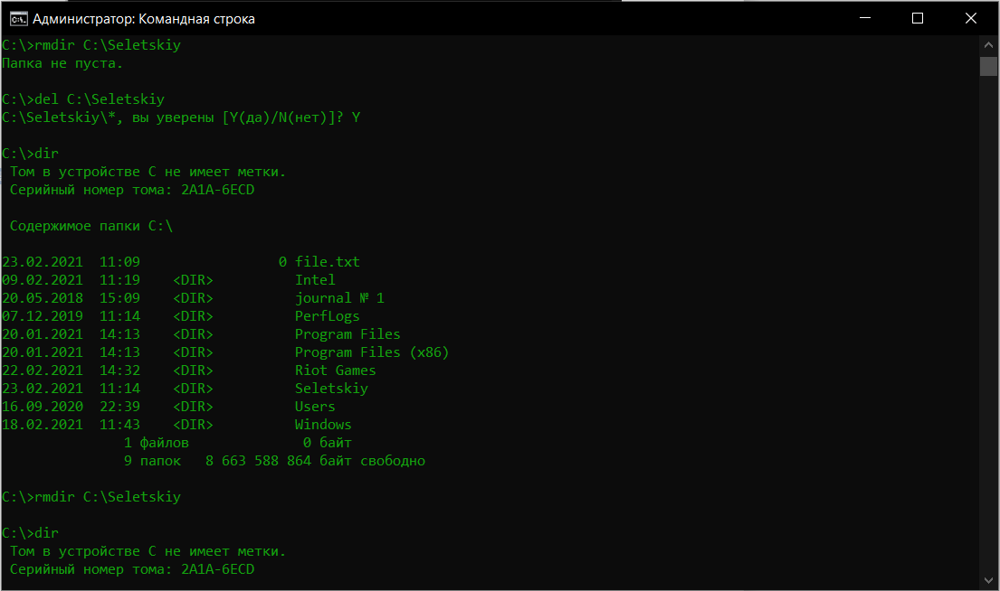 Администратор: Командная строка
C:\>rmdir C:\Seletskiy
Папка не пуста.
C:\>del C:\Seletskiy
C:\Seletskiy\*, вы уверены [Y(да)/N(нет)]? Y
C:\>dir
Том в устройстве C не имеет метки.
Серийный номер тома: 2A1A-6ECD
Содержимое папки C:\
23.02.2021  11:09                 0 file.txt
09.02.2021  11:19    <DIR>          Intel
20.05.2018  15:09    <DIR>          journal № 1
07.12.2019  11:14    <DIR>          PerfLogs
20.01.2021  14:13    <DIR>          Program Files
20.01.2021  14:13    <DIR>          Program Files (x86)
22.02.2021  14:32    <DIR>          Riot Games
23.02.2021  11:14    <DIR>          Seletskiy
16.09.2020  22:39    <DIR>          Users
18.02.2021  11:43    <DIR>          Windows
1 файлов              0 байт
9 папок   8 663 588 864 байт свободно
C:\>rmdir C:\Seletskiy
C:\>dir
Том в устройстве C не имеет метки.
Серийный номер тома: 2A1A-6ECD